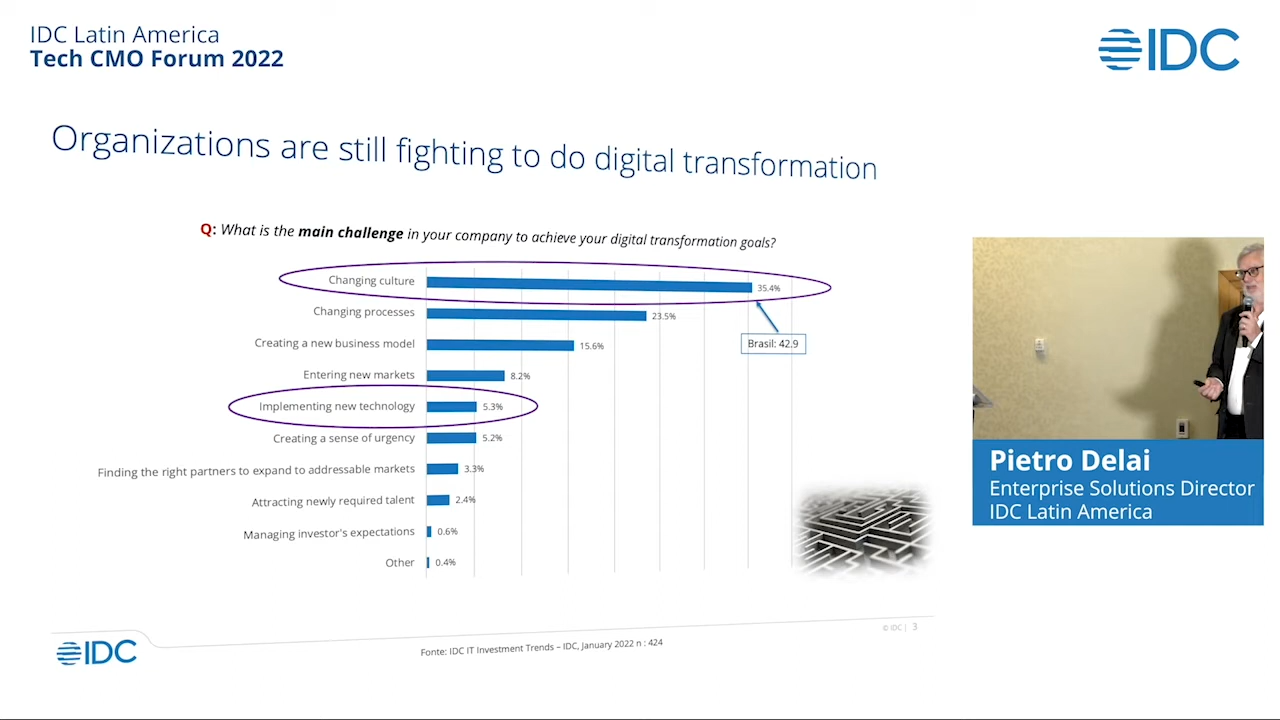 IDC Latin America
Tech CMO Forum 2022
IDC
Organizations are still fighting to do digital transformation
Q: What is the main challenge in your company to achieve your digital transformation goals?
Changing culture 35.4%
Changing processes 23.5%
Brasil: 42.9
Creating a new business model 15.6%
Entering new markets 8.2%
Implementing new technology 5.3%
Creating a sense of urgency 5.2%
Finding the right partners to expand to addressable markets 3.3%
Attracting newly required talent 2.4%
Managing investor's expectations 0.6%
Other 0.4%
Pietro Delai
Enterprise Solutions Director
IDC Latin America
© IDC | 3
IDC
Fonte: IDC IT Investment Trends – IDC, January 2022 n : 424